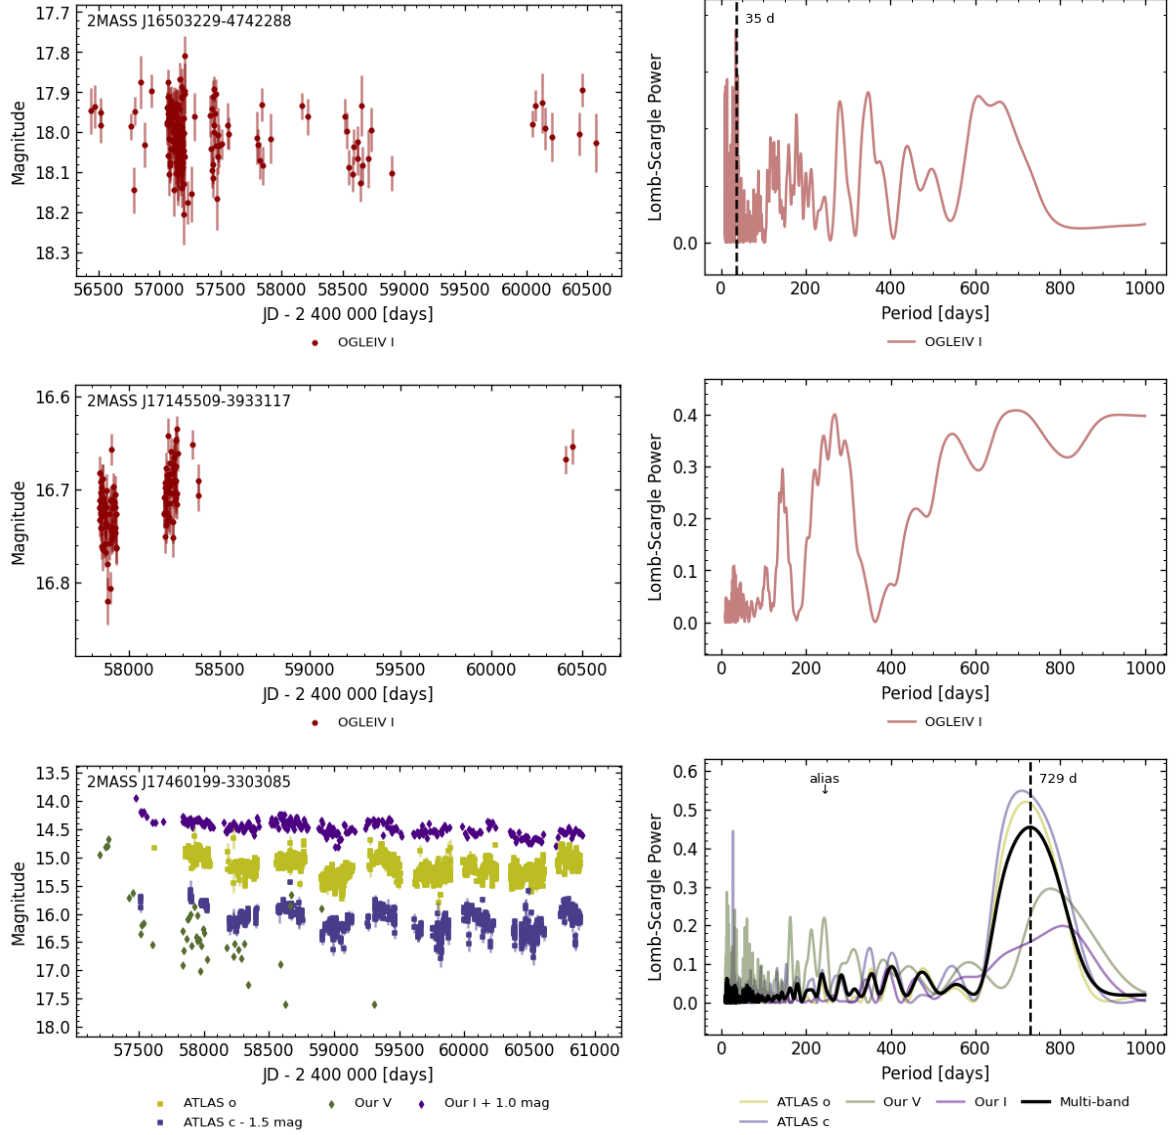 2MASS J16503229-4742288
17.7
17.8
17.9
18.0
18.1
18.2
18.3
Magnitude
56500 57000 57500 58000 58500 59000 59500 60000 60500
JD - 2 400 000 [days]
OGLEIV I
35 d
Lomb-Scargle Power
0.0
0 200 400 600 800 1000
Period [days]
OGLEIV I
2MASS J17145509-3933117
16.6
16.7
16.8
Magnitude
58000 58500 59000 59500 60000 60500
JD - 2 400 000 [days]
OGLEIV I
0.4
0.3
0.2
0.1
0.0
Lomb-Scargle Power
0 200 400 600 800 1000
Period [days]
OGLEIV I
2MASS J17460199-3303085
13.5
14.0
14.5
15.0
15.5
16.0
16.5
17.0
17.5
18.0
Magnitude
57500 58000 58500 59000 59500 60000 60500 61000
JD - 2 400 000 [days]
ATLAS o Our V Our I + 1.0 mag
ATLAS c - 1.5 mag
alias
↓
729 d
0.6
0.5
0.4
0.3
0.2
0.1
0.0
Lomb-Scargle Power
0 200 400 600 800 1000
Period [days]
ATLAS o Our V Our I Multi-band
ATLAS c